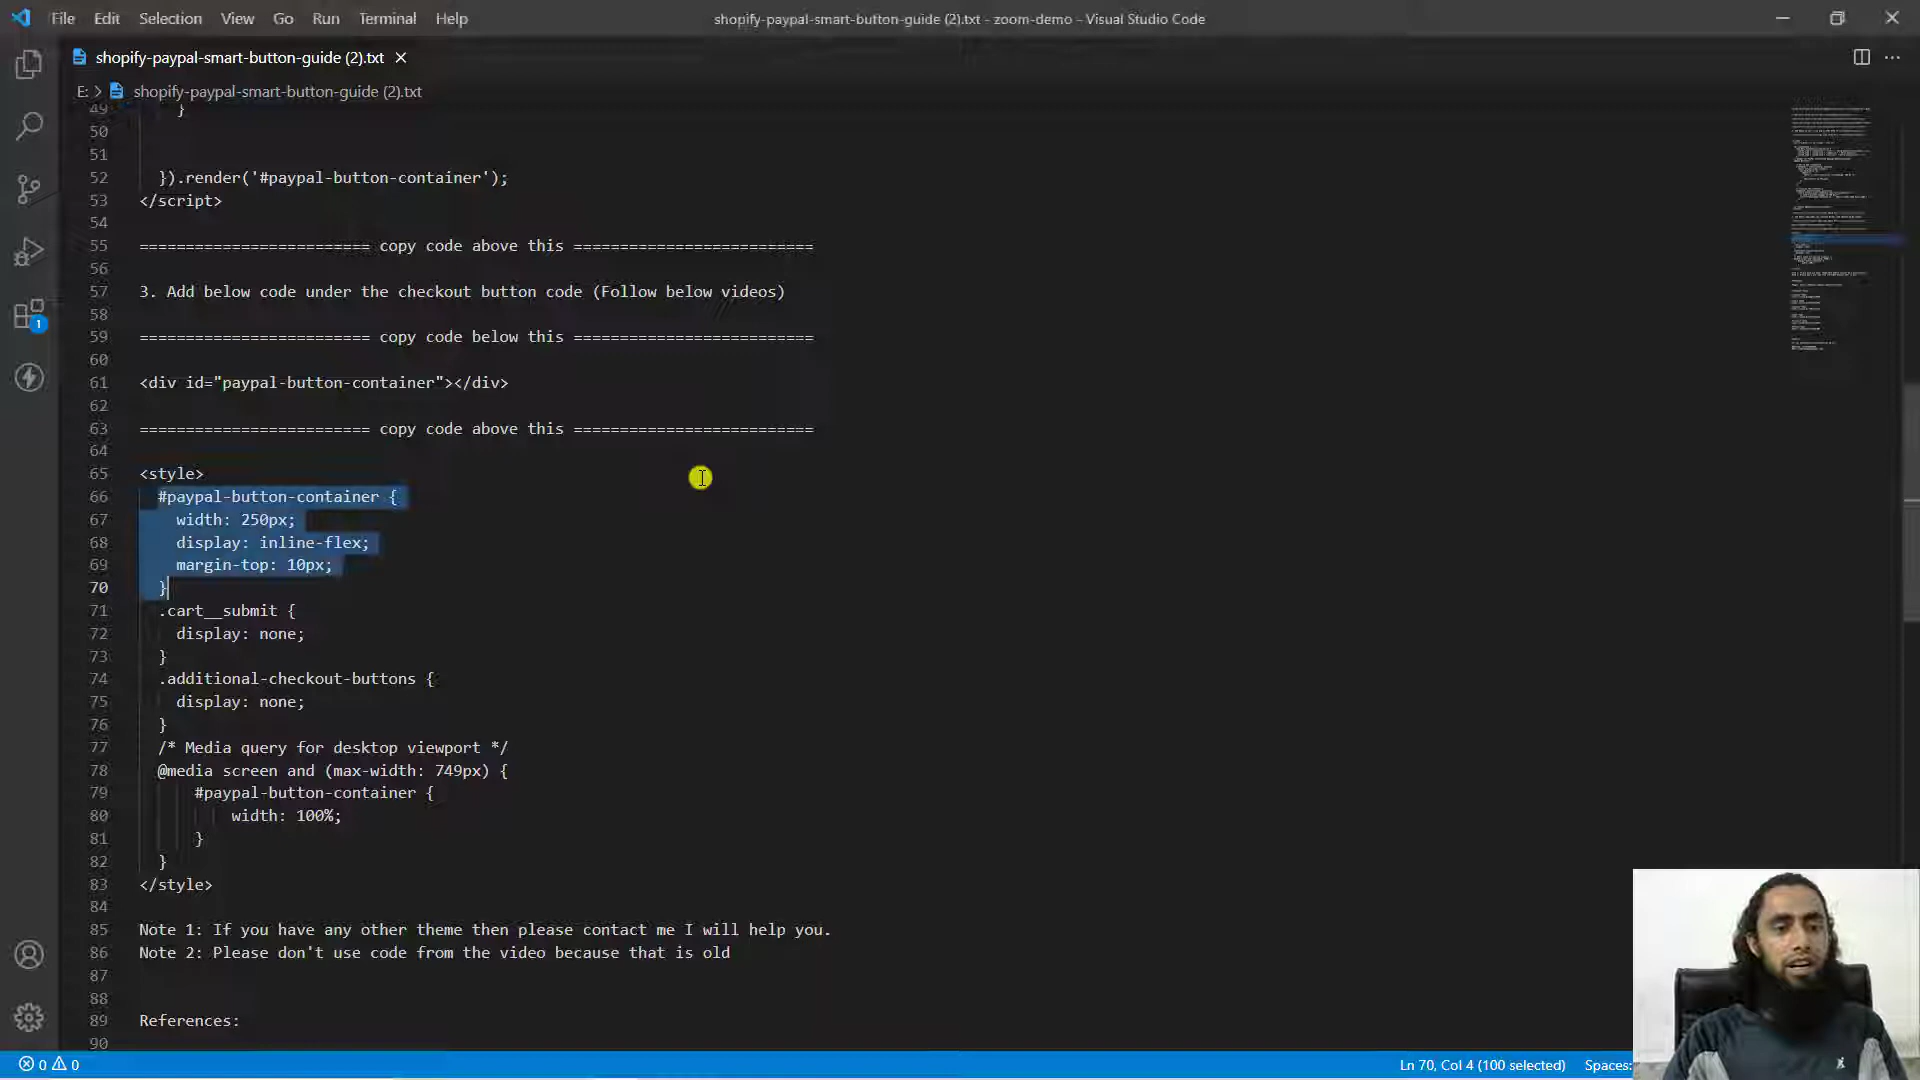 File Edit Selection View Go Run Terminal Help
shopify-paypal-smart-button-guide (2).txt - zoom-demo - Visual Studio Code
shopify-paypal-smart-button-guide (2).txt
E: > shopify-paypal-smart-button-guide (2).txt
49 }
50
51
52 }).render('#paypal-button-container');
53 </script>
54
55 ========================= copy code above this ==========================
56
57 3. Add below code under the checkout button code (Follow below videos)
58
59 ========================= copy code below this ==========================
60
61 <div id="paypal-button-container"></div>
62
63 ========================= copy code above this ==========================
64
65 <style>
66 #paypal-button-container {
67 width: 250px;
68 display: inline-flex;
69 margin-top: 10px;
70 }
71 .cart__submit {
72 display: none;
73 }
74 .additional-checkout-buttons {
75 display: none;
76 }
77 /* Media query for desktop viewport */
78 @media screen and (max-width: 749px) {
79 #paypal-button-container {
80 width: 100%;
81 }
82 }
83 </style>
84
85 Note 1: If you have any other theme then please contact me I will help you.
86 Note 2: Please don't use code from the video because that is old
87
88
89 References:
90
1
0 0
Ln 70, Col 4 (100 selected) Spaces: